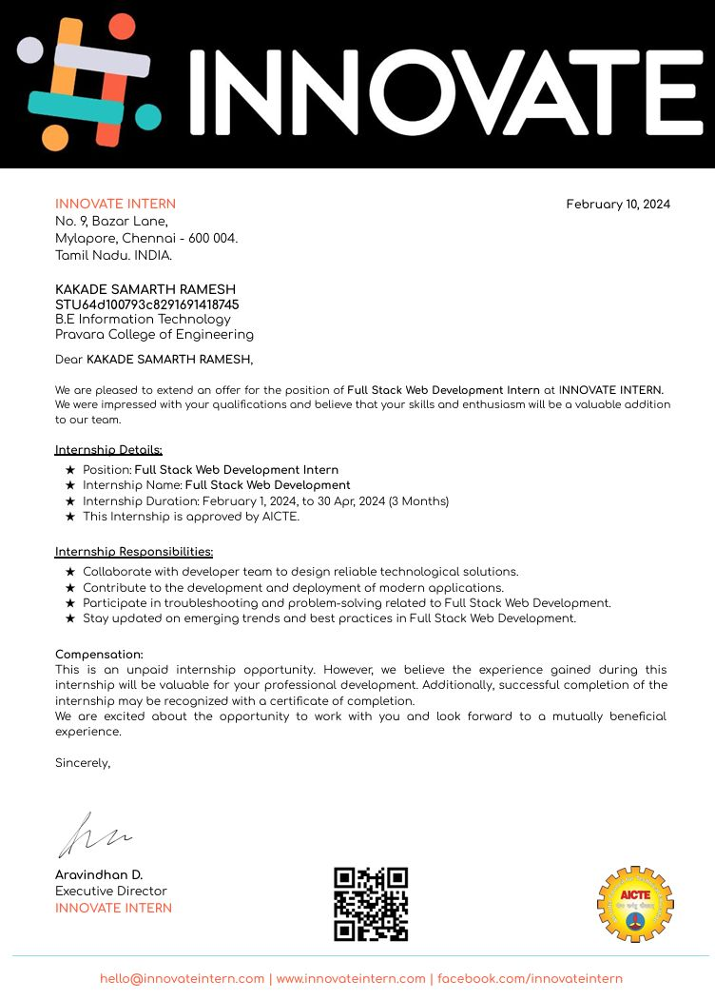 INNOVATE
INNOVATE INTERN
February 10, 2024
No. 9, Bazar Lane,
Mylapore, Chennai - 600 004.
Tamil Nadu. INDIA.
KAKADE SAMARTH RAMESH
STU64d100793c8291691418745
B.E Information Technology
Pravara College of Engineering
Dear KAKADE SAMARTH RAMESH,
We are pleased to extend an offer for the position of Full Stack Web Development Intern at INNOVATE INTERN.
We were impressed with your qualifications and believe that your skills and enthusiasm will be a valuable addition
to our team.
Internship Details:
★ Position: Full Stack Web Development Intern
★ Internship Name: Full Stack Web Development
★ Internship Duration: February 1, 2024, to 30 Apr, 2024 (3 Months)
★ This Internship is approved by AICTE.
Internship Responsibilities:
★ Collaborate with developer team to design reliable technological solutions.
★ Contribute to the development and deployment of modern applications.
★ Participate in troubleshooting and problem-solving related to Full Stack Web Development.
★ Stay updated on emerging trends and best practices in Full Stack Web Development.
Compensation:
This is an unpaid internship opportunity. However, we believe the experience gained during this
internship will be valuable for your professional development. Additionally, successful completion of the
internship may be recognized with a certificate of completion.
We are excited about the opportunity to work with you and look forward to a mutually beneficial
experience.
Sincerely,
Aravindhan D.
Executive Director
INNOVATE INTERN
AICTE
hello@innovateintern.com | www.innovateintern.com | facebook.com/innovateintern